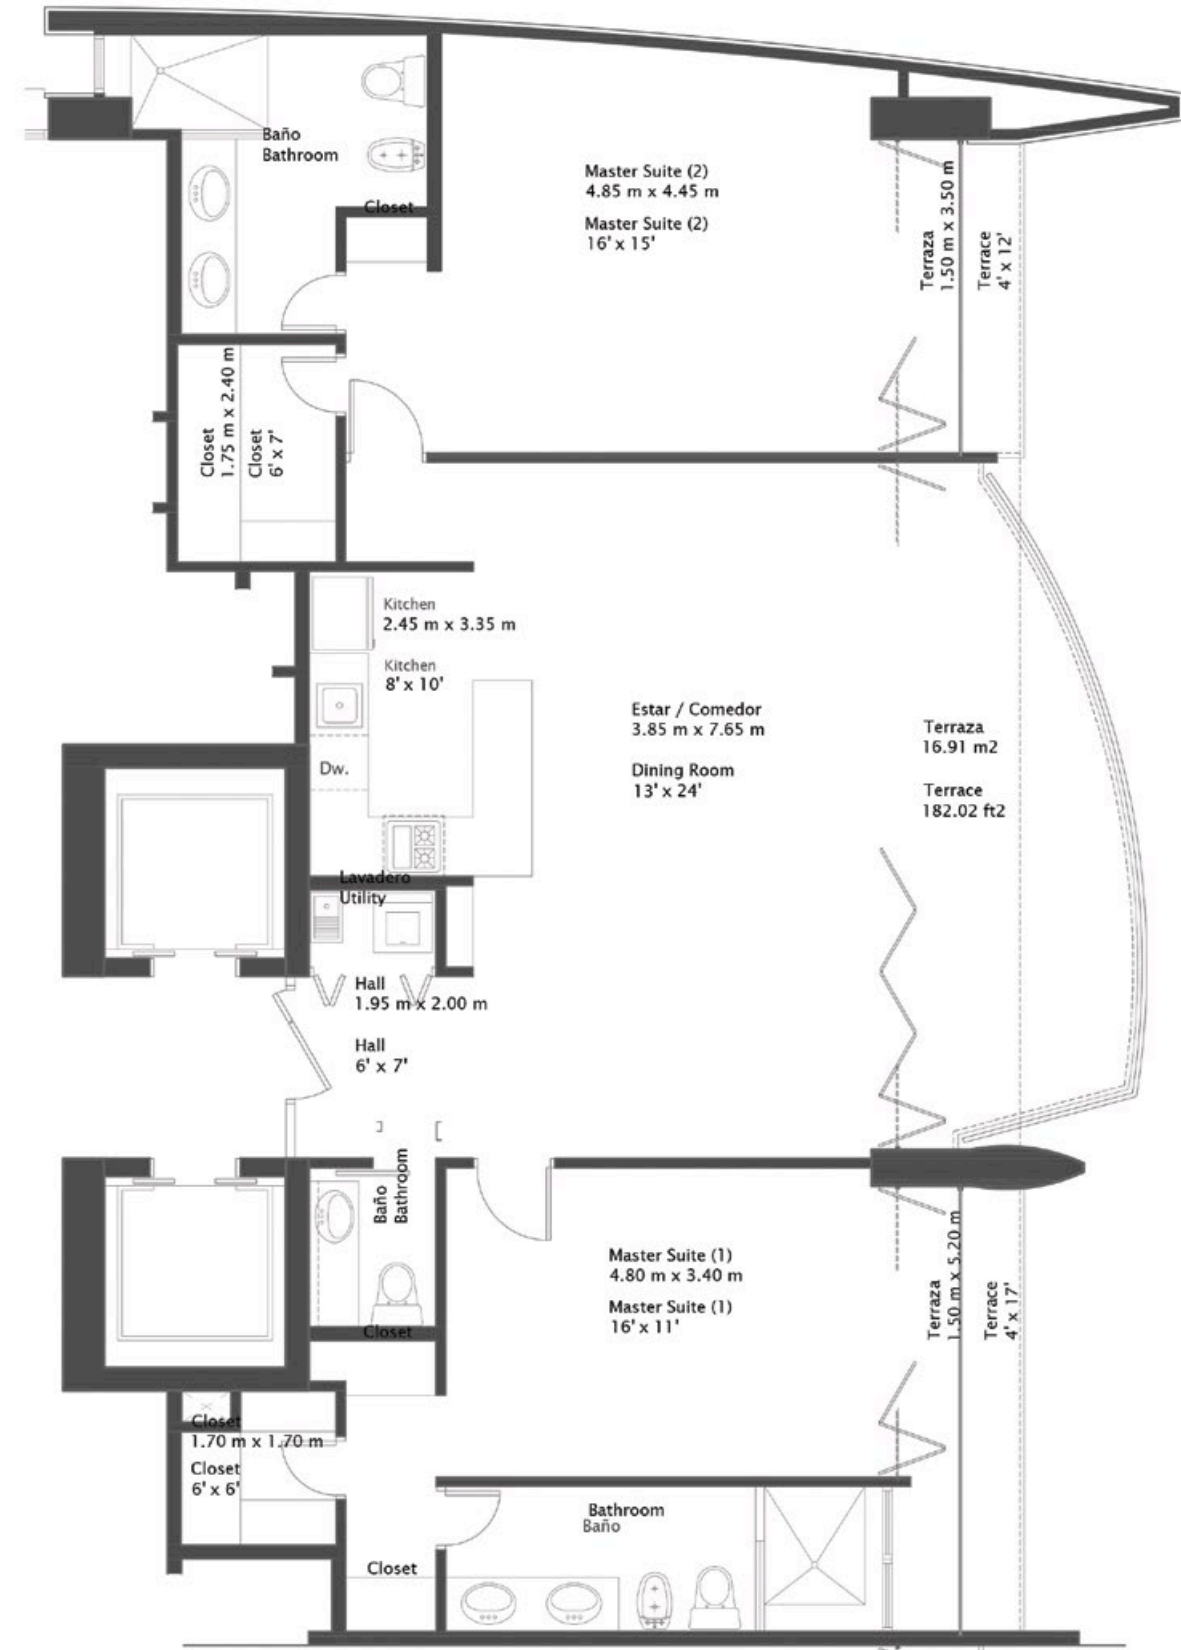 Baño
Bathroom
Closet
Master Suite (2)
4.85 m x 4.45 m
Master Suite (2)
16' x 15'
Terraza
1.50 m x 3.50 m
Terrace
4' x 12'
Closet
1.75 m x 2.40 m
Closet
6' x 7'
Kitchen
2.45 m x 3.35 m
Kitchen
8' x 10'
Dw.
Estar / Comedor
3.85 m x 7.65 m
Dining Room
13' x 24'
Terraza
16.91 m2
Terrace
182.02 ft2
Lavadero
Utility
Hall
1.95 m x 2.00 m
Hall
6' x 7'
Baño
Bathroom
Master Suite (1)
4.80 m x 3.40 m
Master Suite (1)
16' x 11'
Terraza
1.50 m x 5.20 m
Terrace
4' x 17'
Closet
Closet
1.70 m x 1.70 m
Closet
6' x 6'
Bathroom
Baño
Closet